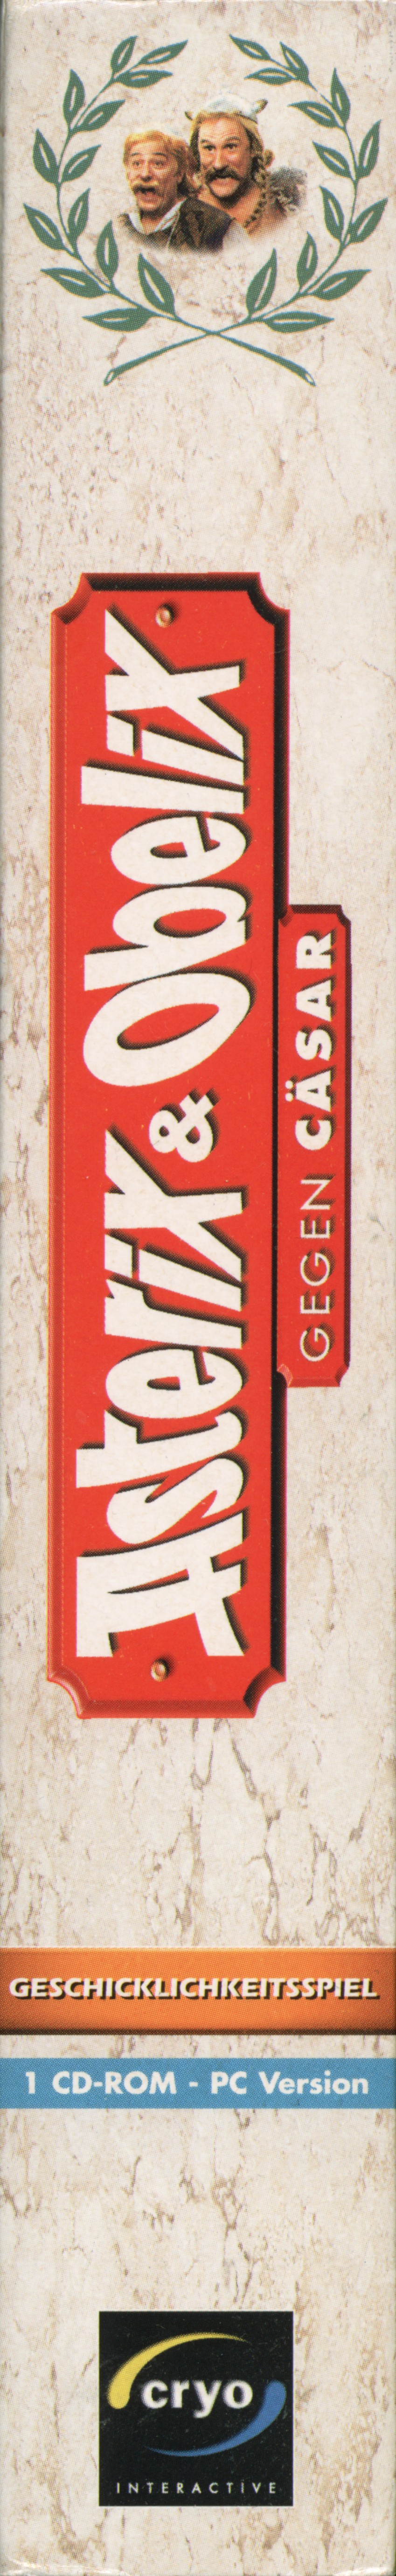 Asterix & Obelix
GEGEN CÄSAR
GESCHICKLICHKEITSSPIEL
1 CD-ROM - PC Version
cryo
INTERACTIVE